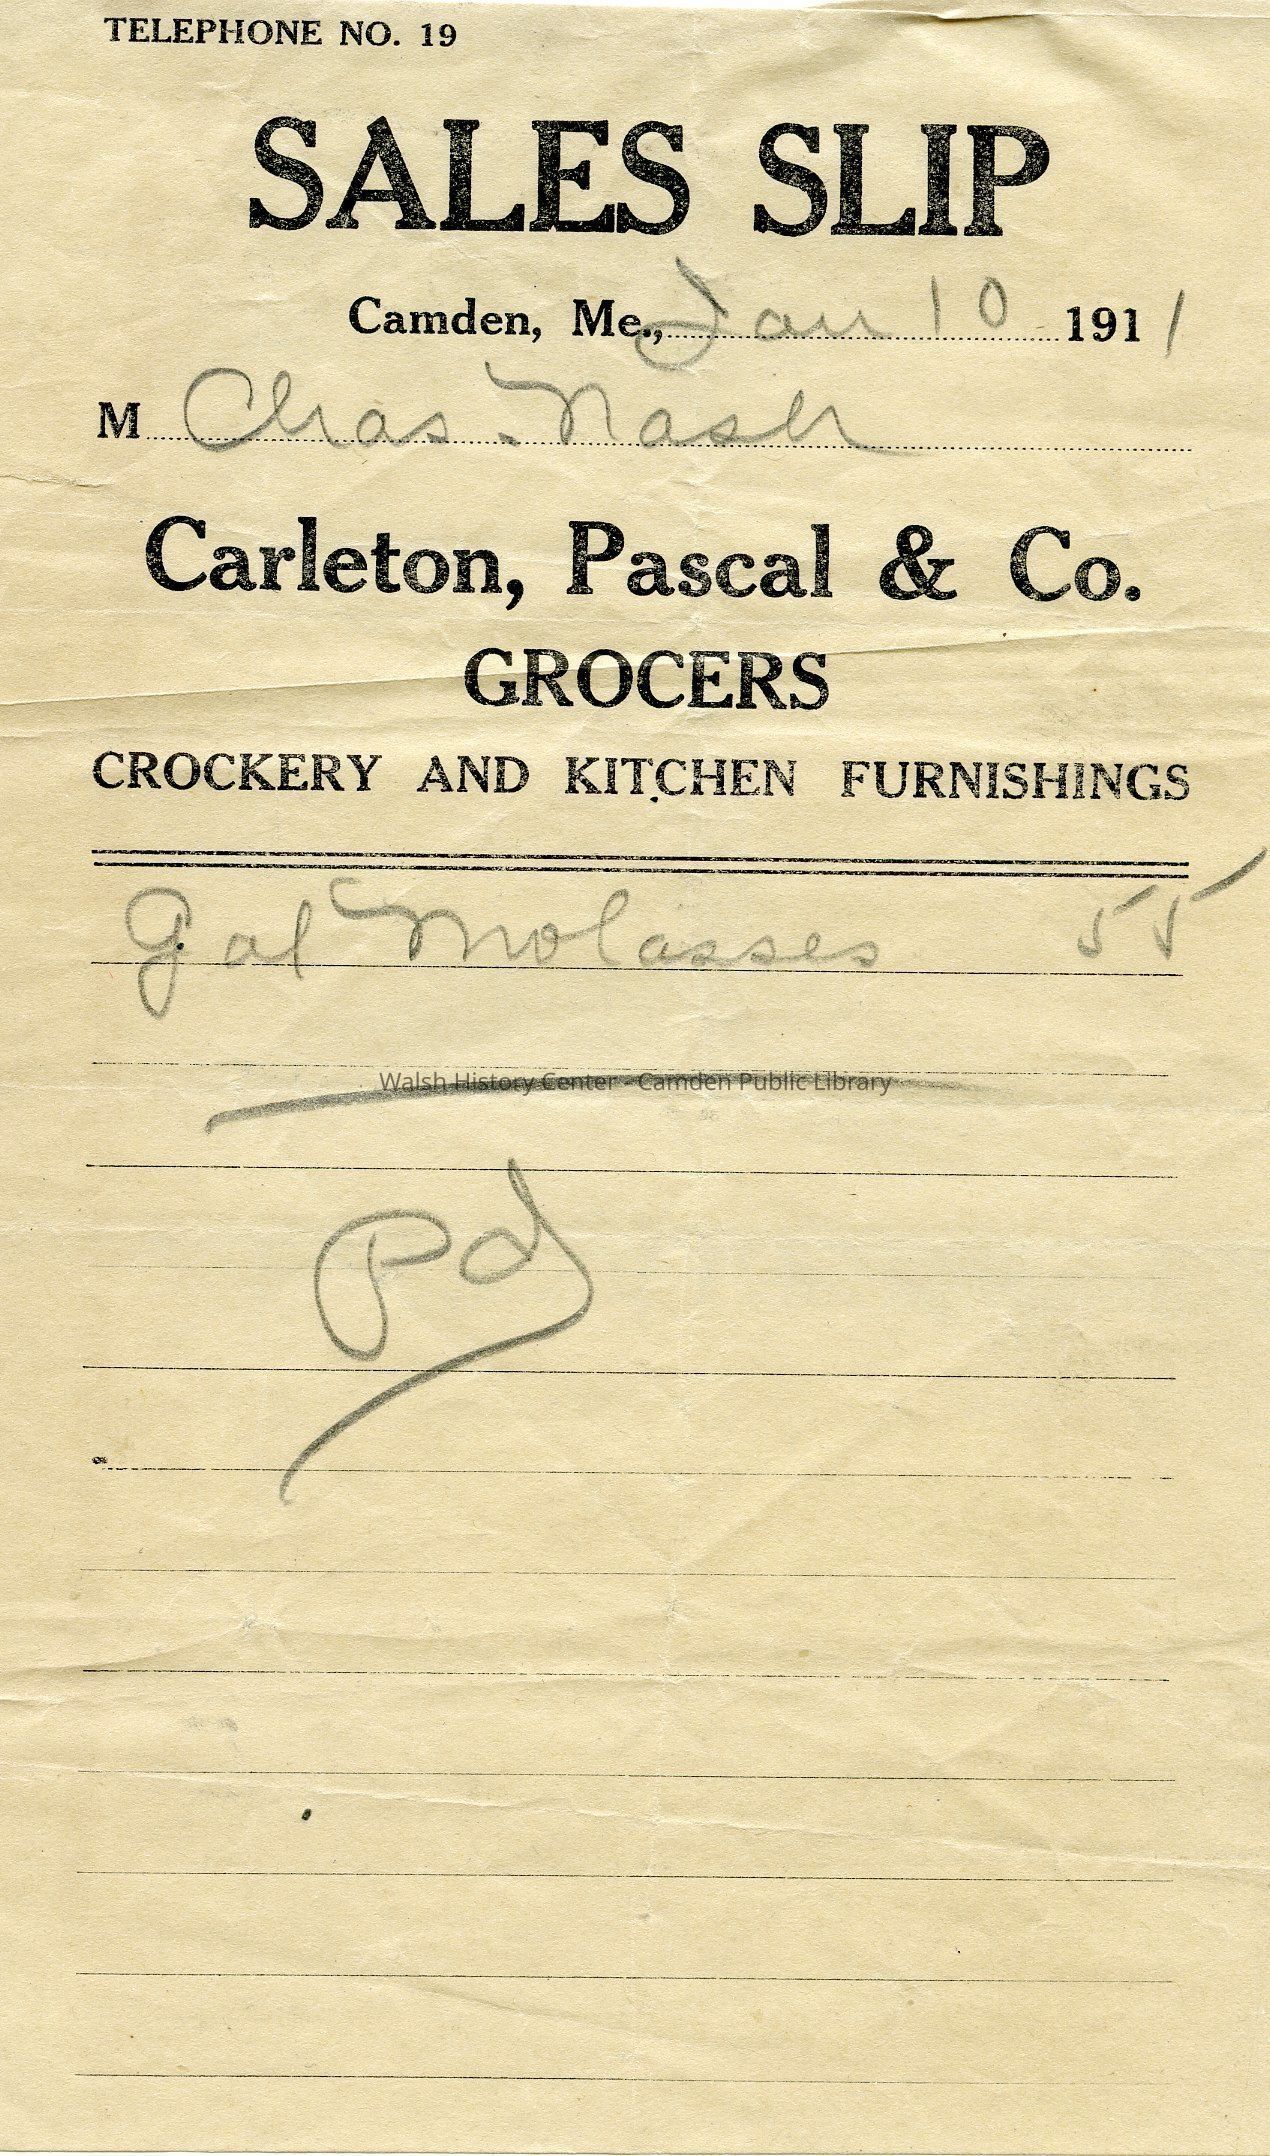 TELEPHONE NO. 19
SALES SLIP
Camden, Me., Jan 10 1911
M Chas. Nash
Carleton, Pascal & Co.
GROCERS
CROCKERY AND KITCHEN FURNISHINGS
Gal Molasses 55
Walsh History Center - Camden Public Library
Pd